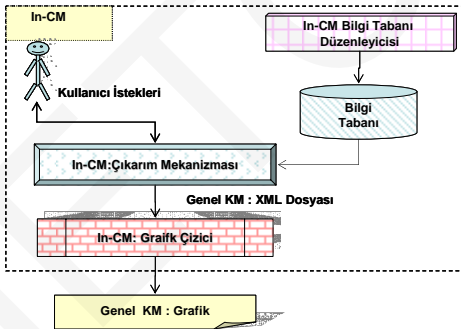 In-CM
In-CM Bilgi Tabanı
Düzenleyicisi
Kullanıcı İstekleri
Bilgi
Tabanı
In-CM:Çıkarım Mekanizması
Genel KM : XML Dosyası
In-CM: Graifk Çizici
Genel KM : Grafik